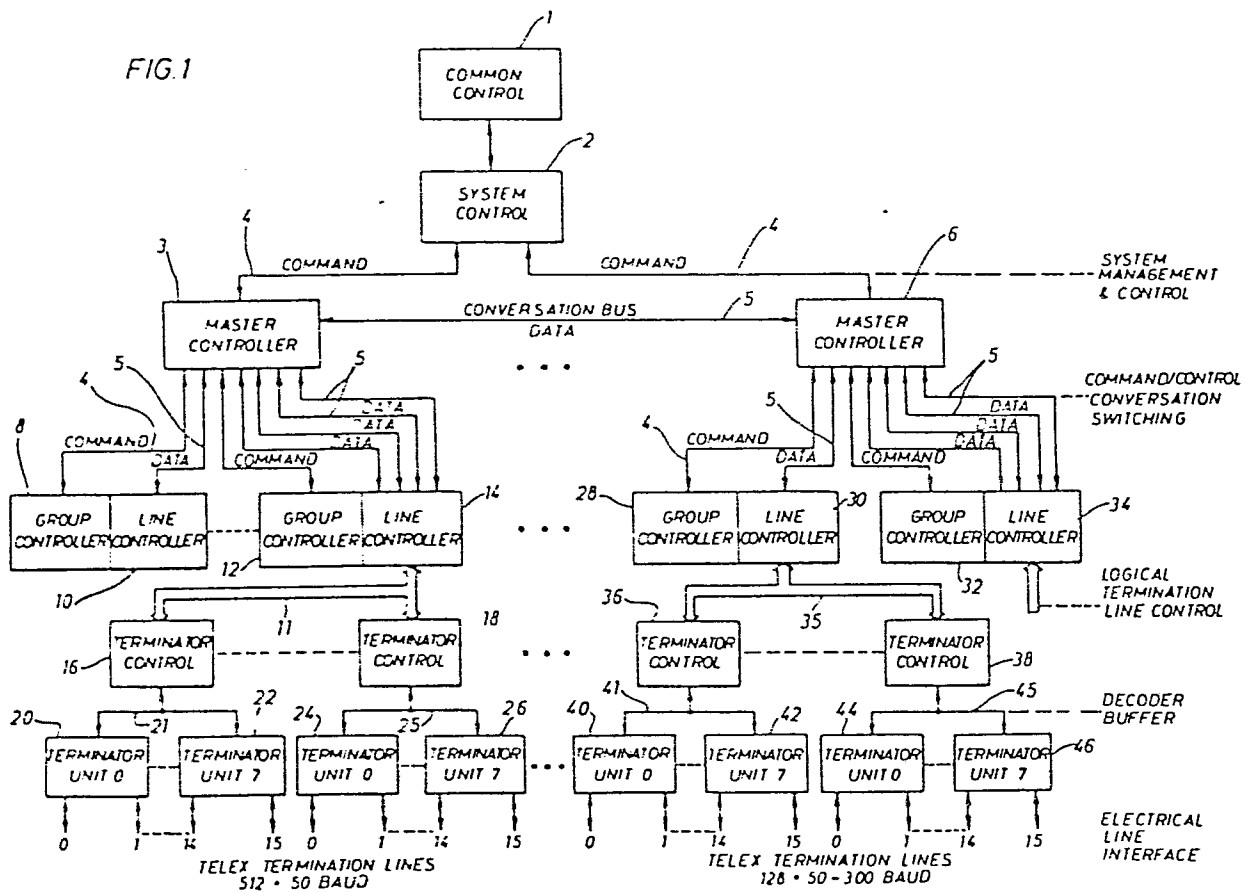 FIG.1
1
COMMON
CONTROL
2
SYSTEM
CONTROL
4
4
3
6
COMMAND
COMMAND
SYSTEM
MANAGEMENT
& CONTROL
CONVERSATION BUS
5
DATA
MASTER
CONTROLLER
MASTER
CONTROLLER
5
5
4
5
5
COMMAND/CONTROL
CONVERSATION
SWITCHING
8
DATA
DATA
DATA
COMMAND
DATA
COMMAND
4
DATA
DATA
DATA
COMMAND
DATA
COMMAND
14
28
30
34
GROUP
CONTROLLER
LINE
CONTROLLER
GROUP
CONTROLLER
LINE
CONTROLLER
GROUP
CONTROLLER
LINE
CONTROLLER
GROUP
CONTROLLER
LINE
CONTROLLER
10
12
32
LOGICAL
TERMINATION
LINE CONTROL
11
18
36
35
16
TERMINATOR
CONTROL
TERMINATOR
CONTROL
TERMINATOR
CONTROL
TERMINATOR
CONTROL
38
20
21
22
24
25
26
40
41
42
44
45
46
DECODER
BUFFER
TERMINATOR
UNIT 0
TERMINATOR
UNIT 7
TERMINATOR
UNIT 0
TERMINATOR
UNIT 7
TERMINATOR
UNIT 0
TERMINATOR
UNIT 7
TERMINATOR
UNIT 0
TERMINATOR
UNIT 7
0 1 14 15 0 1 14 15 0 1 14 15 0 1 14 15
ELECTRICAL
LINE
INTERFACE
TELEX TERMINATION LINES
512 * 50 BAUD
TELEX TERMINATION LINES
128 * 50-300 BAUD